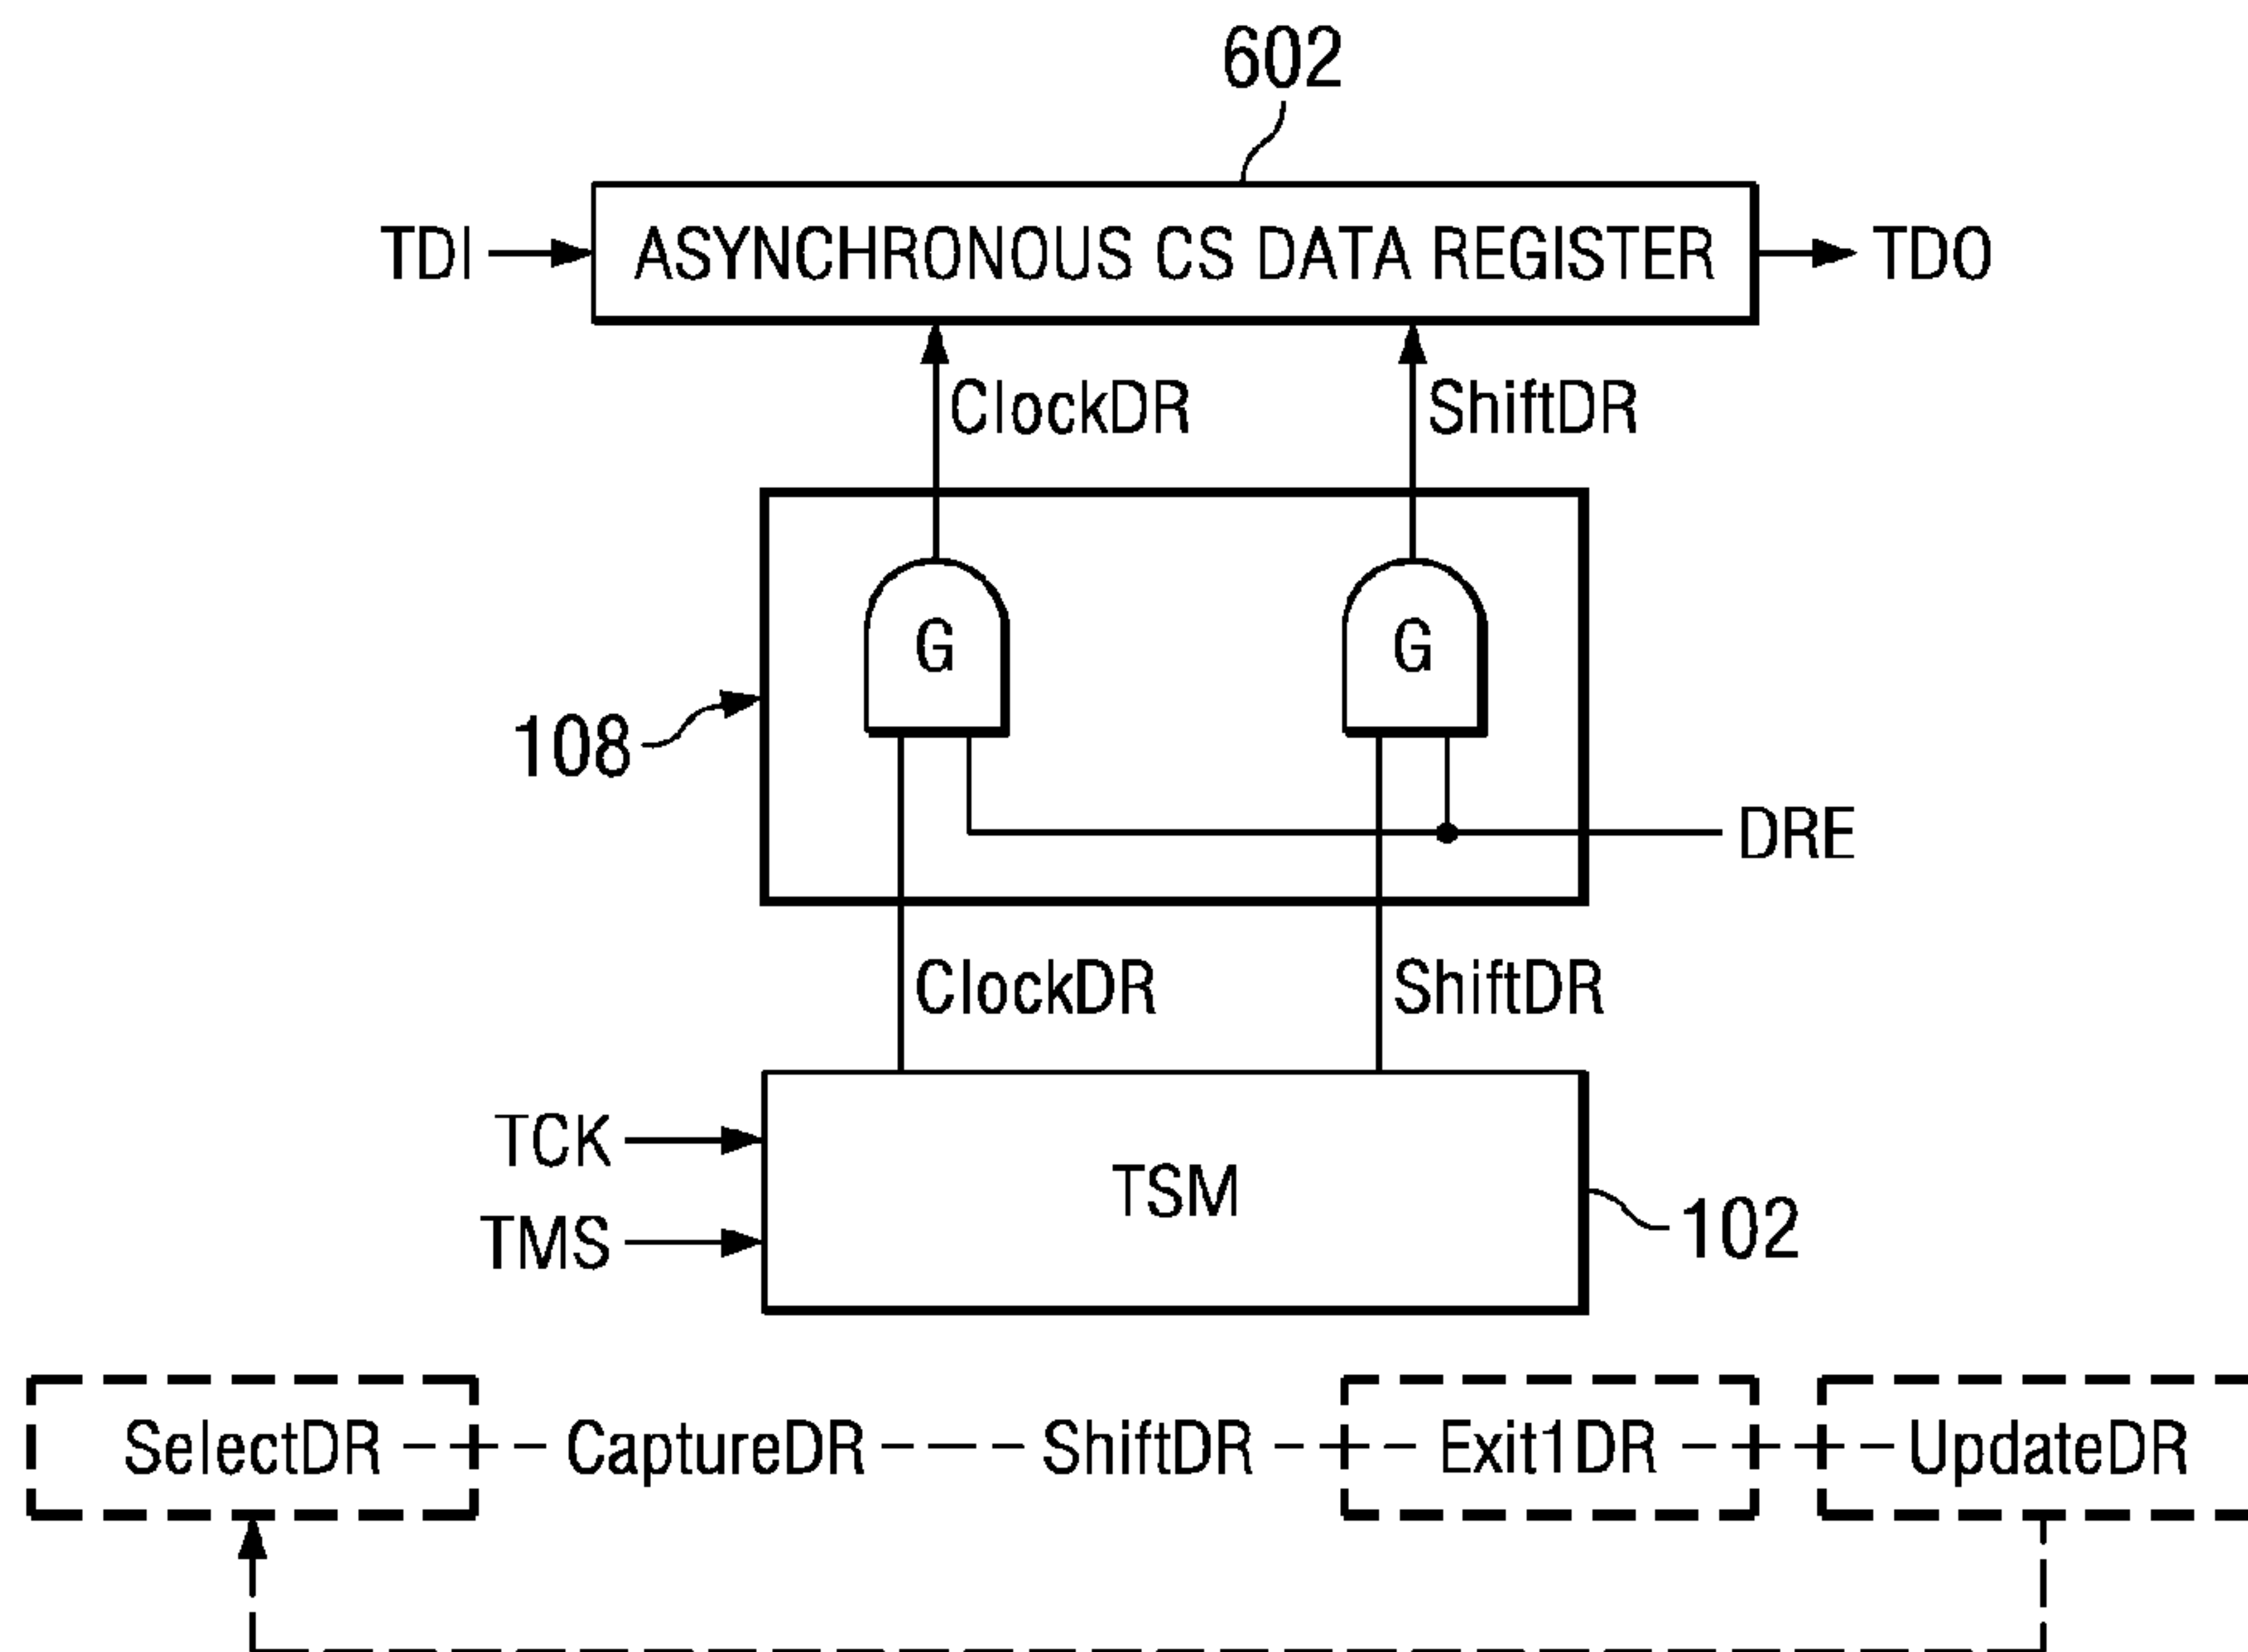 602
TDI
ASYNCHRONOUS CS DATA REGISTER
TDO
ClockDR
ShiftDR
G
G
108
DRE
ClockDR
ShiftDR
TCK
TMS
TSM
102
SelectDR
CaptureDR
ShiftDR
Exit1DR
UpdateDR